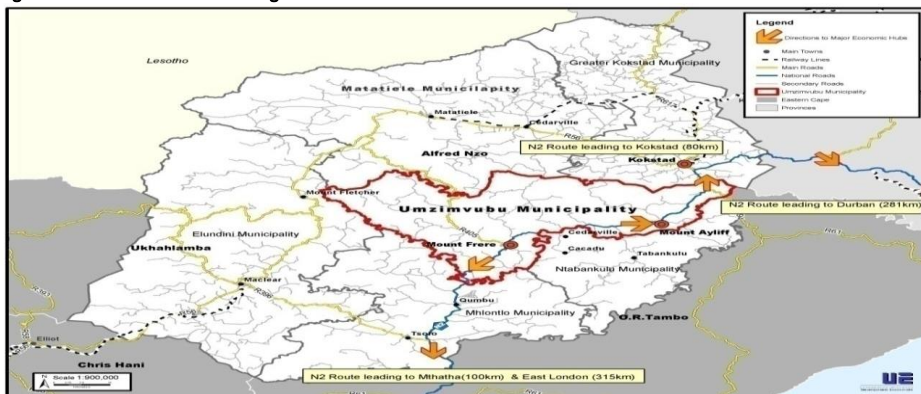 Legend
Directions to Major Economic Hubs
Main Towns
Railway Lines
Main Roads
National Roads
Secondary Roads
Umzimvubu Municipality
Eastern Cape
Provinces
Lesotho
Greater Kokstad Municipality
Matatiele Municilapity
Matatiele
Cedarville
R56
N2 Route leading to Kokstad (80km)
Alfred Nzo
Kokstad
Mount Fletcher
N2 Route leading to Durban (281km)
Umzimvubu Municipality
Elundini Municipality
Ukhahlamba
Mount Frere
Cedarville
Mount Ayliff
Cacadu
Tabankulu
Ntabankulu Municipality
Maclear
R396
Qumbu
Mhlontlo Municipality
O.R.Tambo
Elliot
Tsolo
Chris Hani
Scale 1:900,000
N
N2 Route leading to Mthatha(100km) & East London (315km)